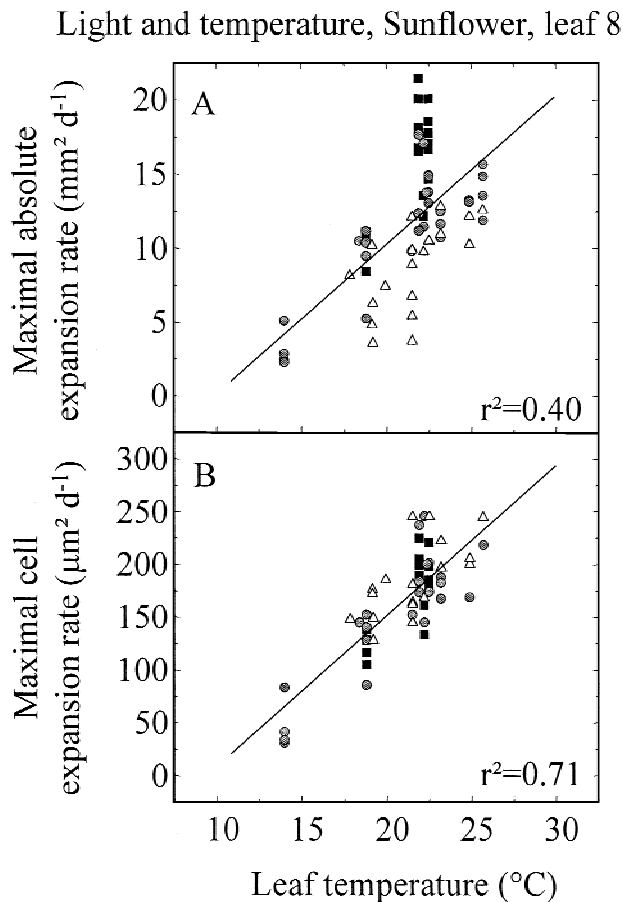 Light and temperature, Sunflower, leaf 8
Maximal absolute
expansion rate (mm² d⁻¹)
A
20
15
10
5
0
r²=0.40
Maximal cell
expansion rate (µm² d⁻¹)
B
300
250
200
150
100
50
0
r²=0.71
10 15 20 25 30
Leaf temperature (°C)